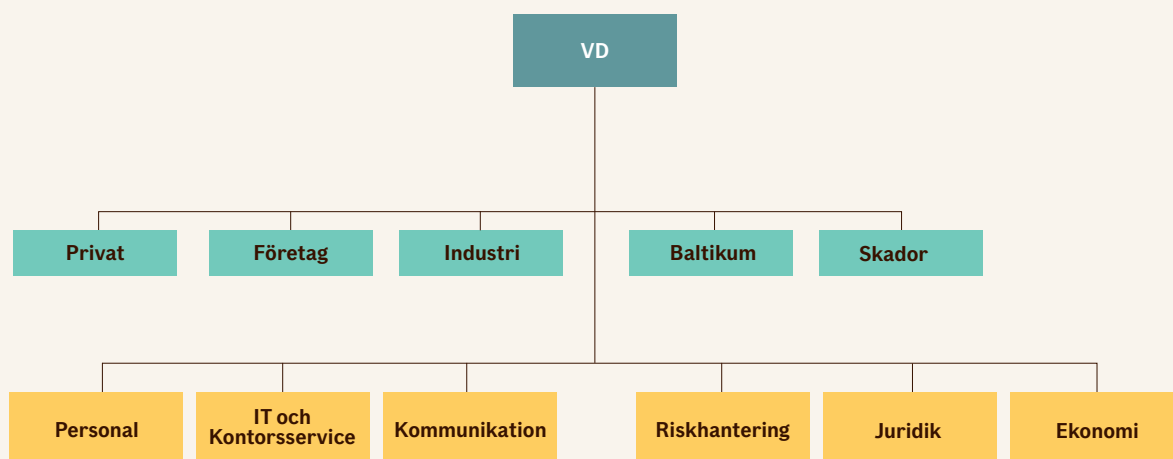 VD
Privat
Företag
Industri
Baltikum
Skador
Personal
IT och
Kontorsservice
Kommunikation
Riskhantering
Juridik
Ekonomi